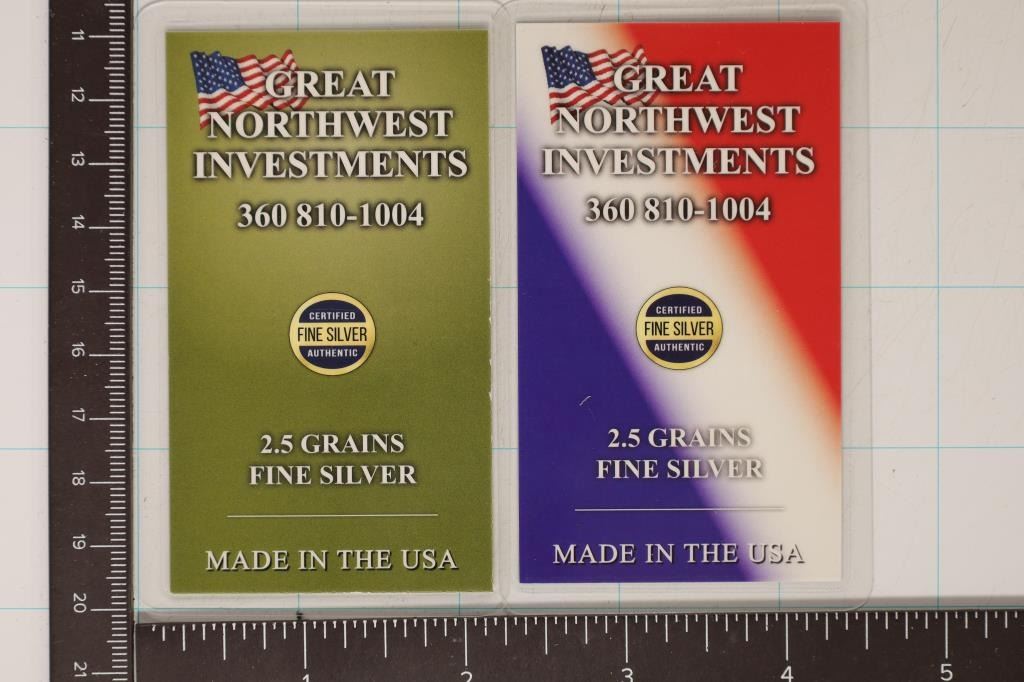 GREAT
NORTHWEST
INVESTMENTS
360 810-1004
CERTIFIED
FINE SILVER
AUTHENTIC
2.5 GRAINS
FINE SILVER
MADE IN THE USA
GREAT
NORTHWEST
INVESTMENTS
360 810-1004
CERTIFIED
FINE SILVER
AUTHENTIC
2.5 GRAINS
FINE SILVER
MADE IN THE USA
11
12
13
14
15
16
17
18
19
20
21
1 2 3 4 5